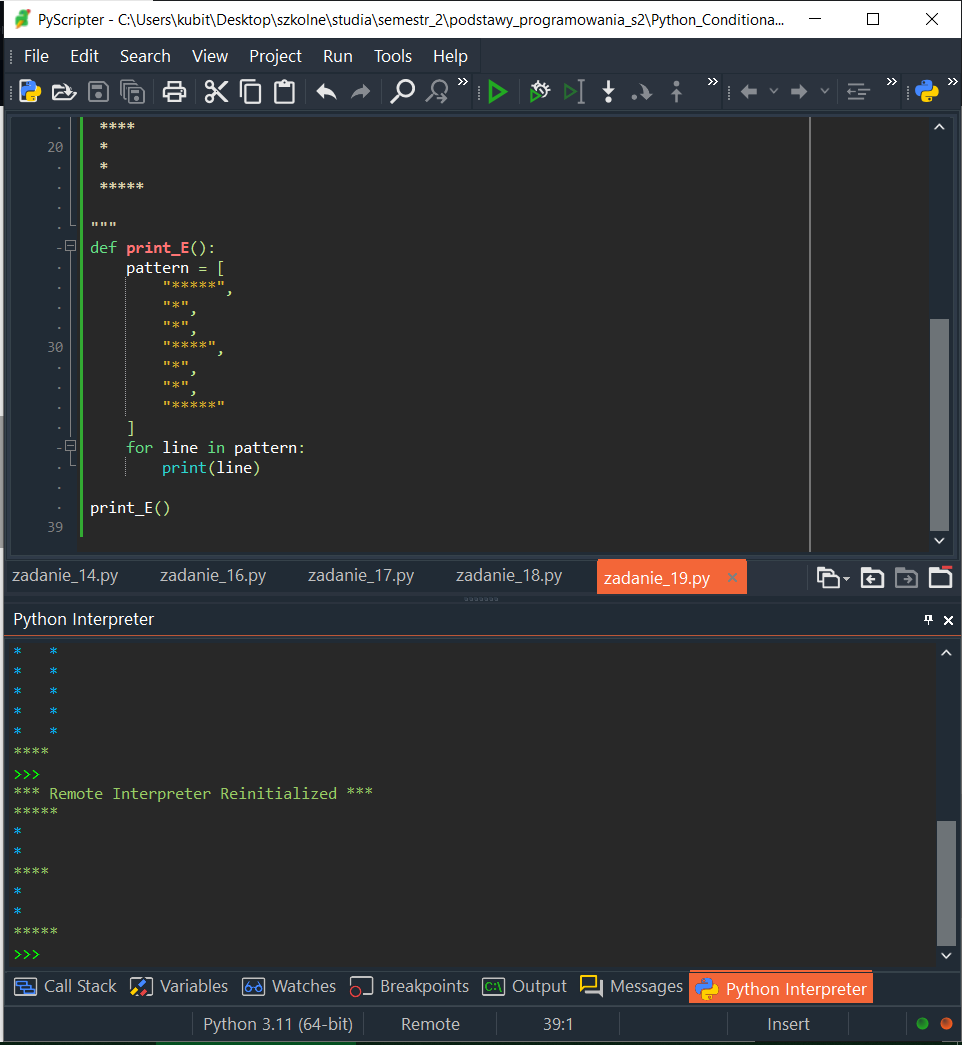 PyScripter - C:\Users\kubit\Desktop\szkolne\studia\semestr_2\podstawy_programowania_s2\Python_Conditiona...
File Edit Search View Project Run Tools Help
****
20 *
*
*****
"""
def print_E():
    pattern = [
        "*****",
        "*",
        "*",
30         "****",
        "*",
        "*",
        "*****"
    ]
    for line in pattern:
        print(line)
print_E()
39
zadanie_14.py zadanie_16.py zadanie_17.py zadanie_18.py zadanie_19.py
Python Interpreter
*   *
*   *
*   *
*   *
*   *
****
>>>
*** Remote Interpreter Reinitialized ***
*****
*
*
****
*
*
*****
>>>
Call Stack Variables Watches Breakpoints C:\ Output Messages Python Interpreter
Python 3.11 (64-bit) Remote 39:1 Insert